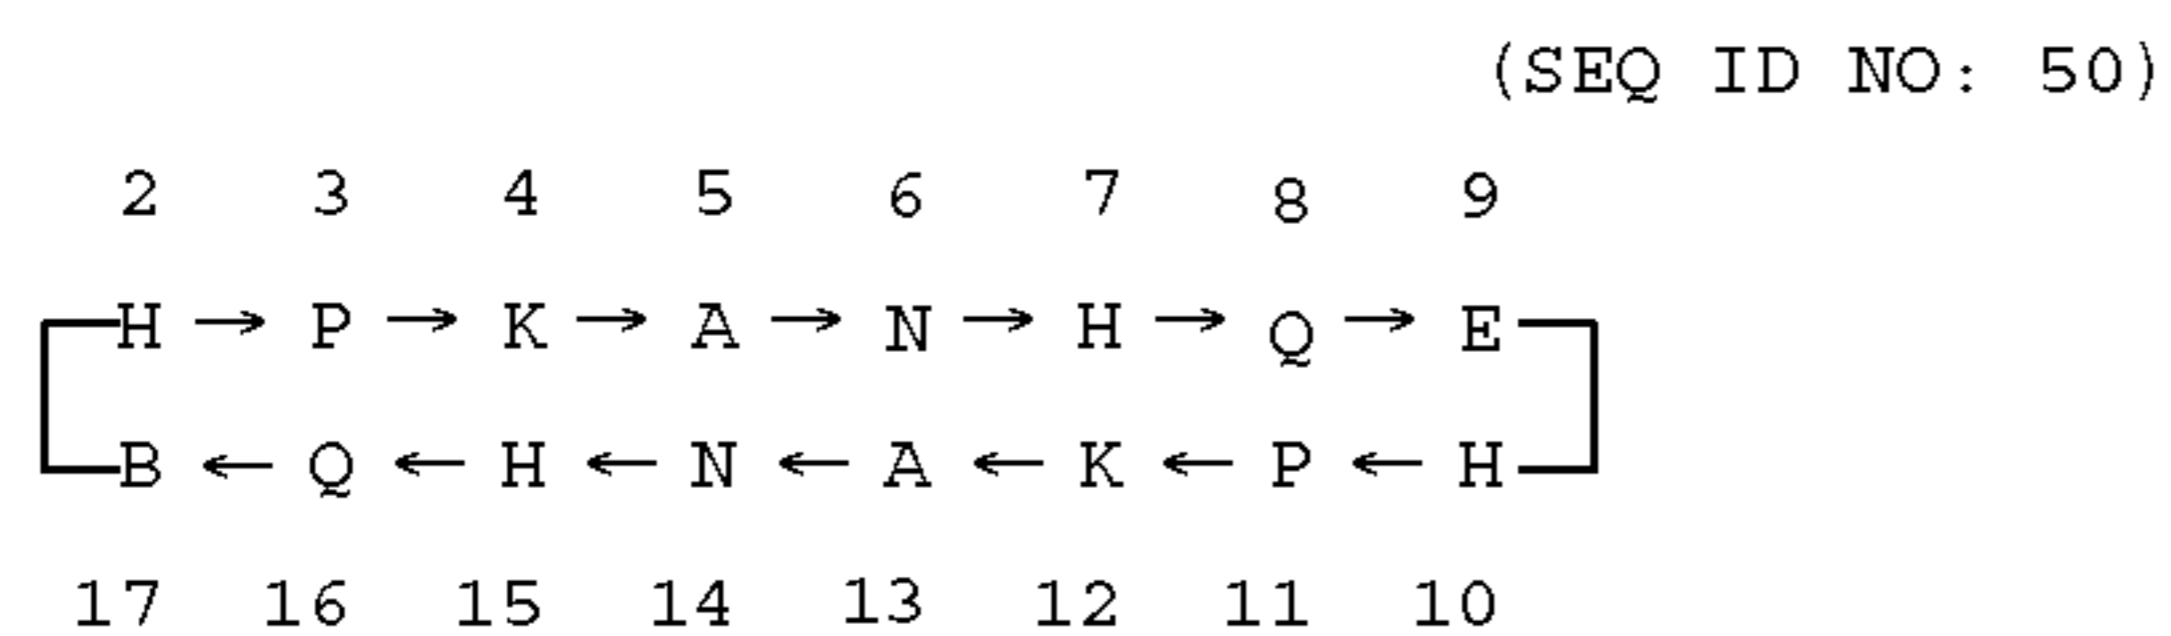 (SEQ ID NO: 50)
2 3 4 5 6 7 8 9
H → P → K → A → N → H → Q → E
B ← Q ← H ← N ← A ← K ← P ← H
17 16 15 14 13 12 11 10